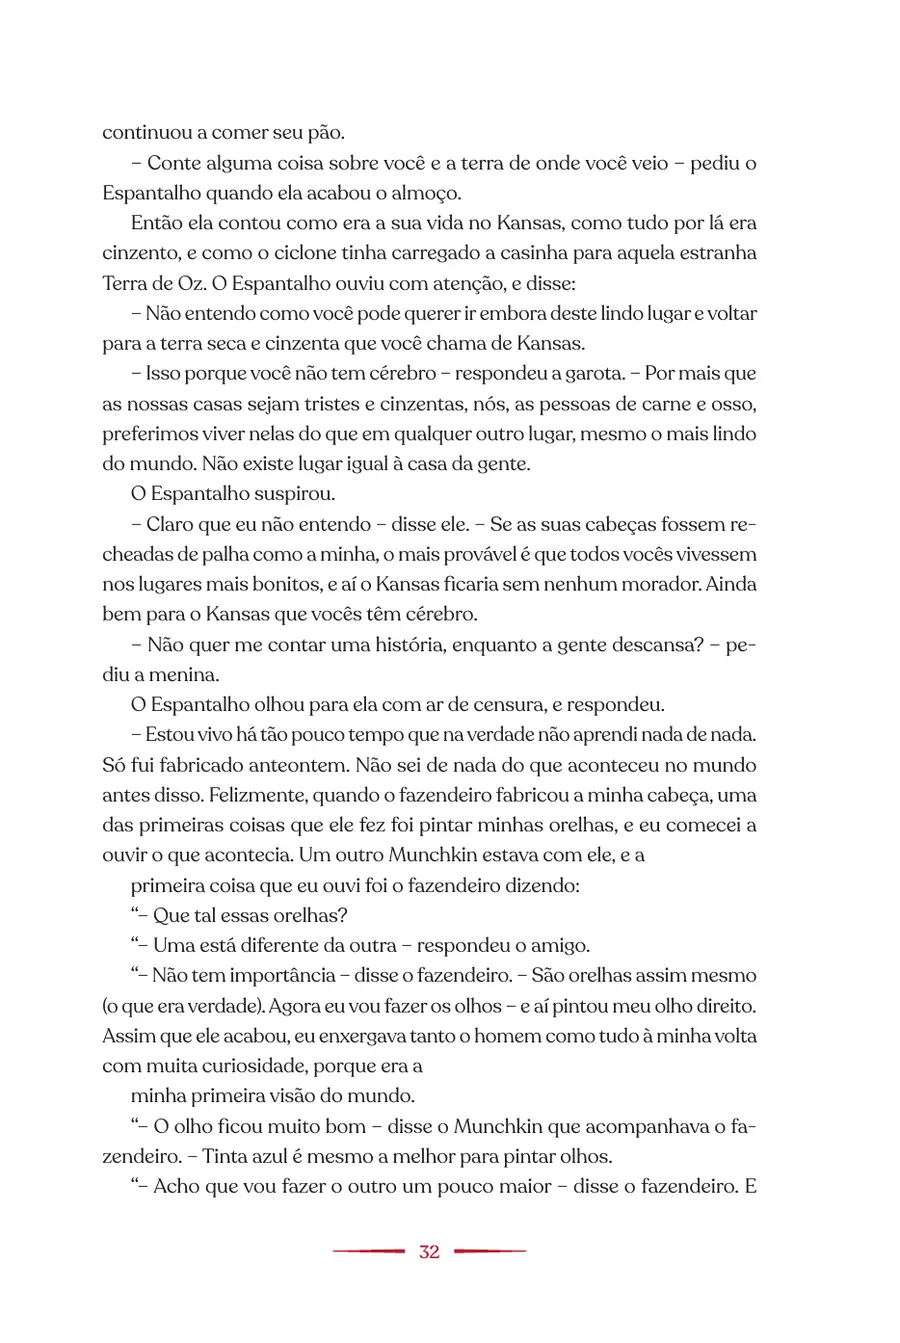 continuou a comer seu pão.
– Conte alguma coisa sobre você e a terra de onde você veio – pediu o
Espantalho quando ela acabou o almoço.
Então ela contou como era a sua vida no Kansas, como tudo por lá era
cinzento, e como o ciclone tinha carregado a casinha para aquela estranha
Terra de Oz. O Espantalho ouviu com atenção, e disse:
– Não entendo como você pode querer ir embora deste lindo lugar e voltar
para a terra seca e cinzenta que você chama de Kansas.
– Isso porque você não tem cérebro – respondeu a garota. – Por mais que
as nossas casas sejam tristes e cinzentas, nós, as pessoas de carne e osso,
preferimos viver nelas do que em qualquer outro lugar, mesmo o mais lindo
do mundo. Não existe lugar igual à casa da gente.
O Espantalho suspirou.
– Claro que eu não entendo – disse ele. – Se as suas cabeças fossem re-
cheadas de palha como a minha, o mais provável é que todos vocês vivessem
nos lugares mais bonitos, e aí o Kansas ficaria sem nenhum morador. Ainda
bem para o Kansas que vocês têm cérebro.
– Não quer me contar uma história, enquanto a gente descansa? – pe-
diu a menina.
O Espantalho olhou para ela com ar de censura, e respondeu.
– Estou vivo há tão pouco tempo que na verdade não aprendi nada de nada.
Só fui fabricado anteontem. Não sei de nada do que aconteceu no mundo
antes disso. Felizmente, quando o fazendeiro fabricou a minha cabeça, uma
das primeiras coisas que ele fez foi pintar minhas orelhas, e eu comecei a
ouvir o que acontecia. Um outro Munchkin estava com ele, e a
primeira coisa que eu ouvi foi o fazendeiro dizendo:
“– Que tal essas orelhas?
“– Uma está diferente da outra – respondeu o amigo.
“– Não tem importância – disse o fazendeiro. – São orelhas assim mesmo
(o que era verdade). Agora eu vou fazer os olhos – e aí pintou meu olho direito.
Assim que ele acabou, eu enxergava tanto o homem como tudo à minha volta
com muita curiosidade, porque era a
minha primeira visão do mundo.
“– O olho ficou muito bom – disse o Munchkin que acompanhava o fa-
zendeiro. – Tinta azul é mesmo a melhor para pintar olhos.
“– Acho que vou fazer o outro um pouco maior – disse o fazendeiro. E
32